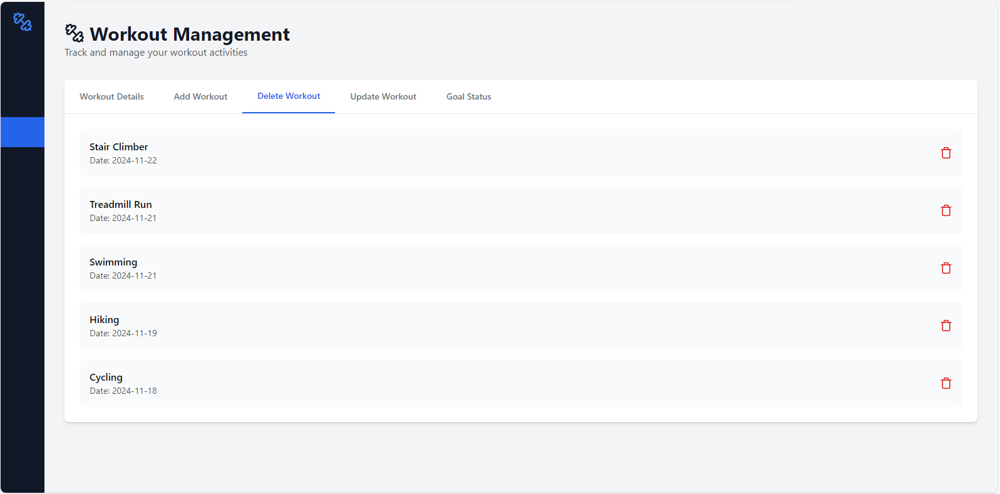 Workout Management
Track and manage your workout activities
Workout Details
Add Workout
Delete Workout
Update Workout
Goal Status
Stair Climber
Date: 2024-11-22
Treadmill Run
Date: 2024-11-21
Swimming
Date: 2024-11-21
Hiking
Date: 2024-11-19
Cycling
Date: 2024-11-18